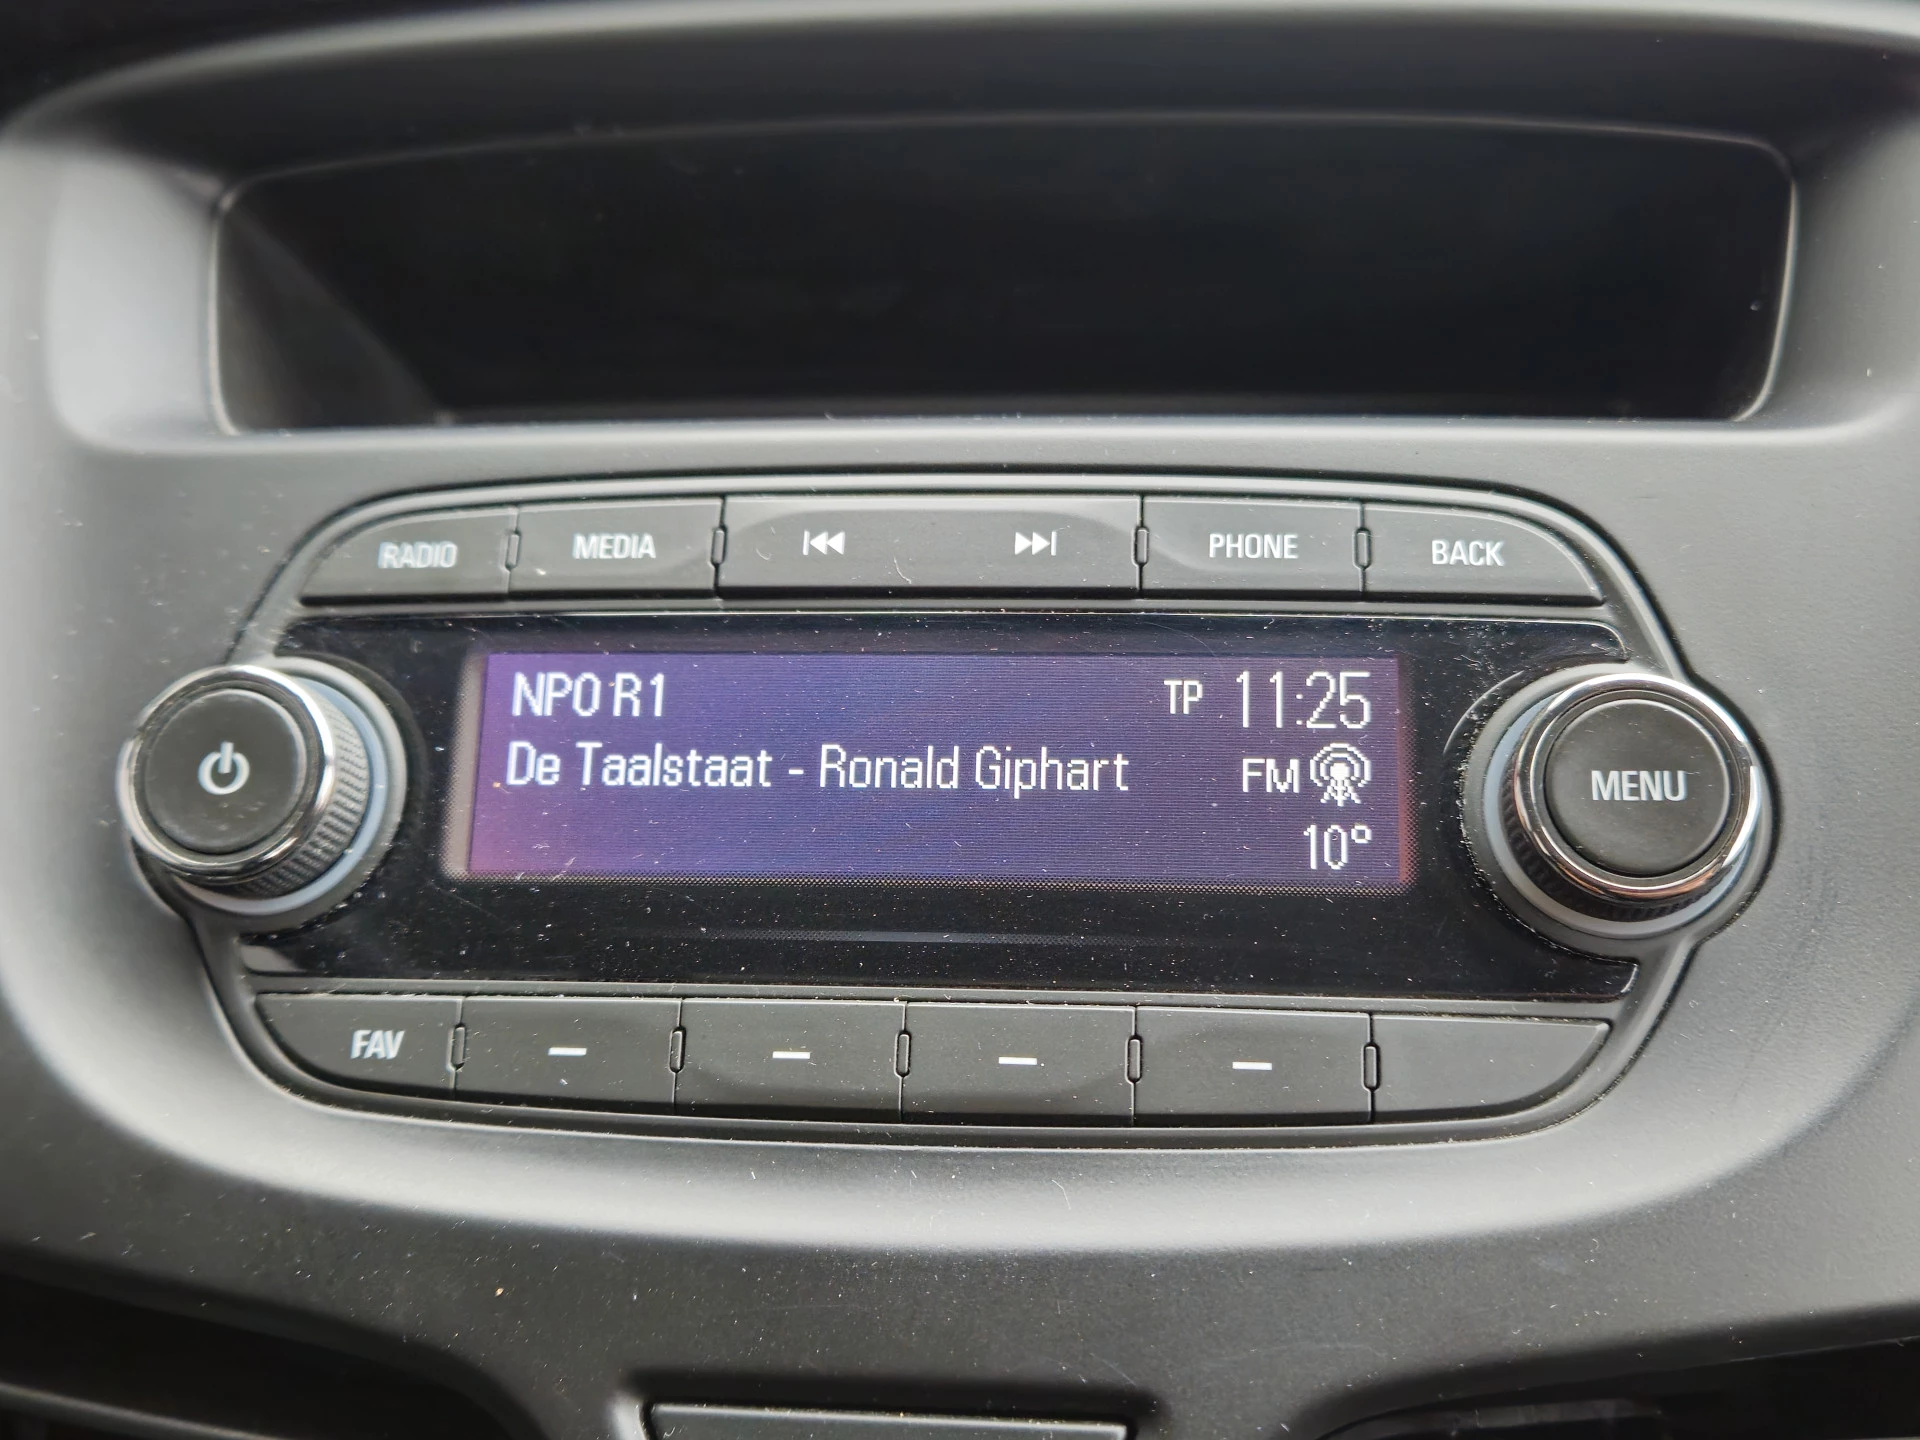 RADIO MEDIA PHONE BACK
NPO R1 TP 11:25
De Taalstaat - Ronald Giphart FM
10°
MENU
FAV